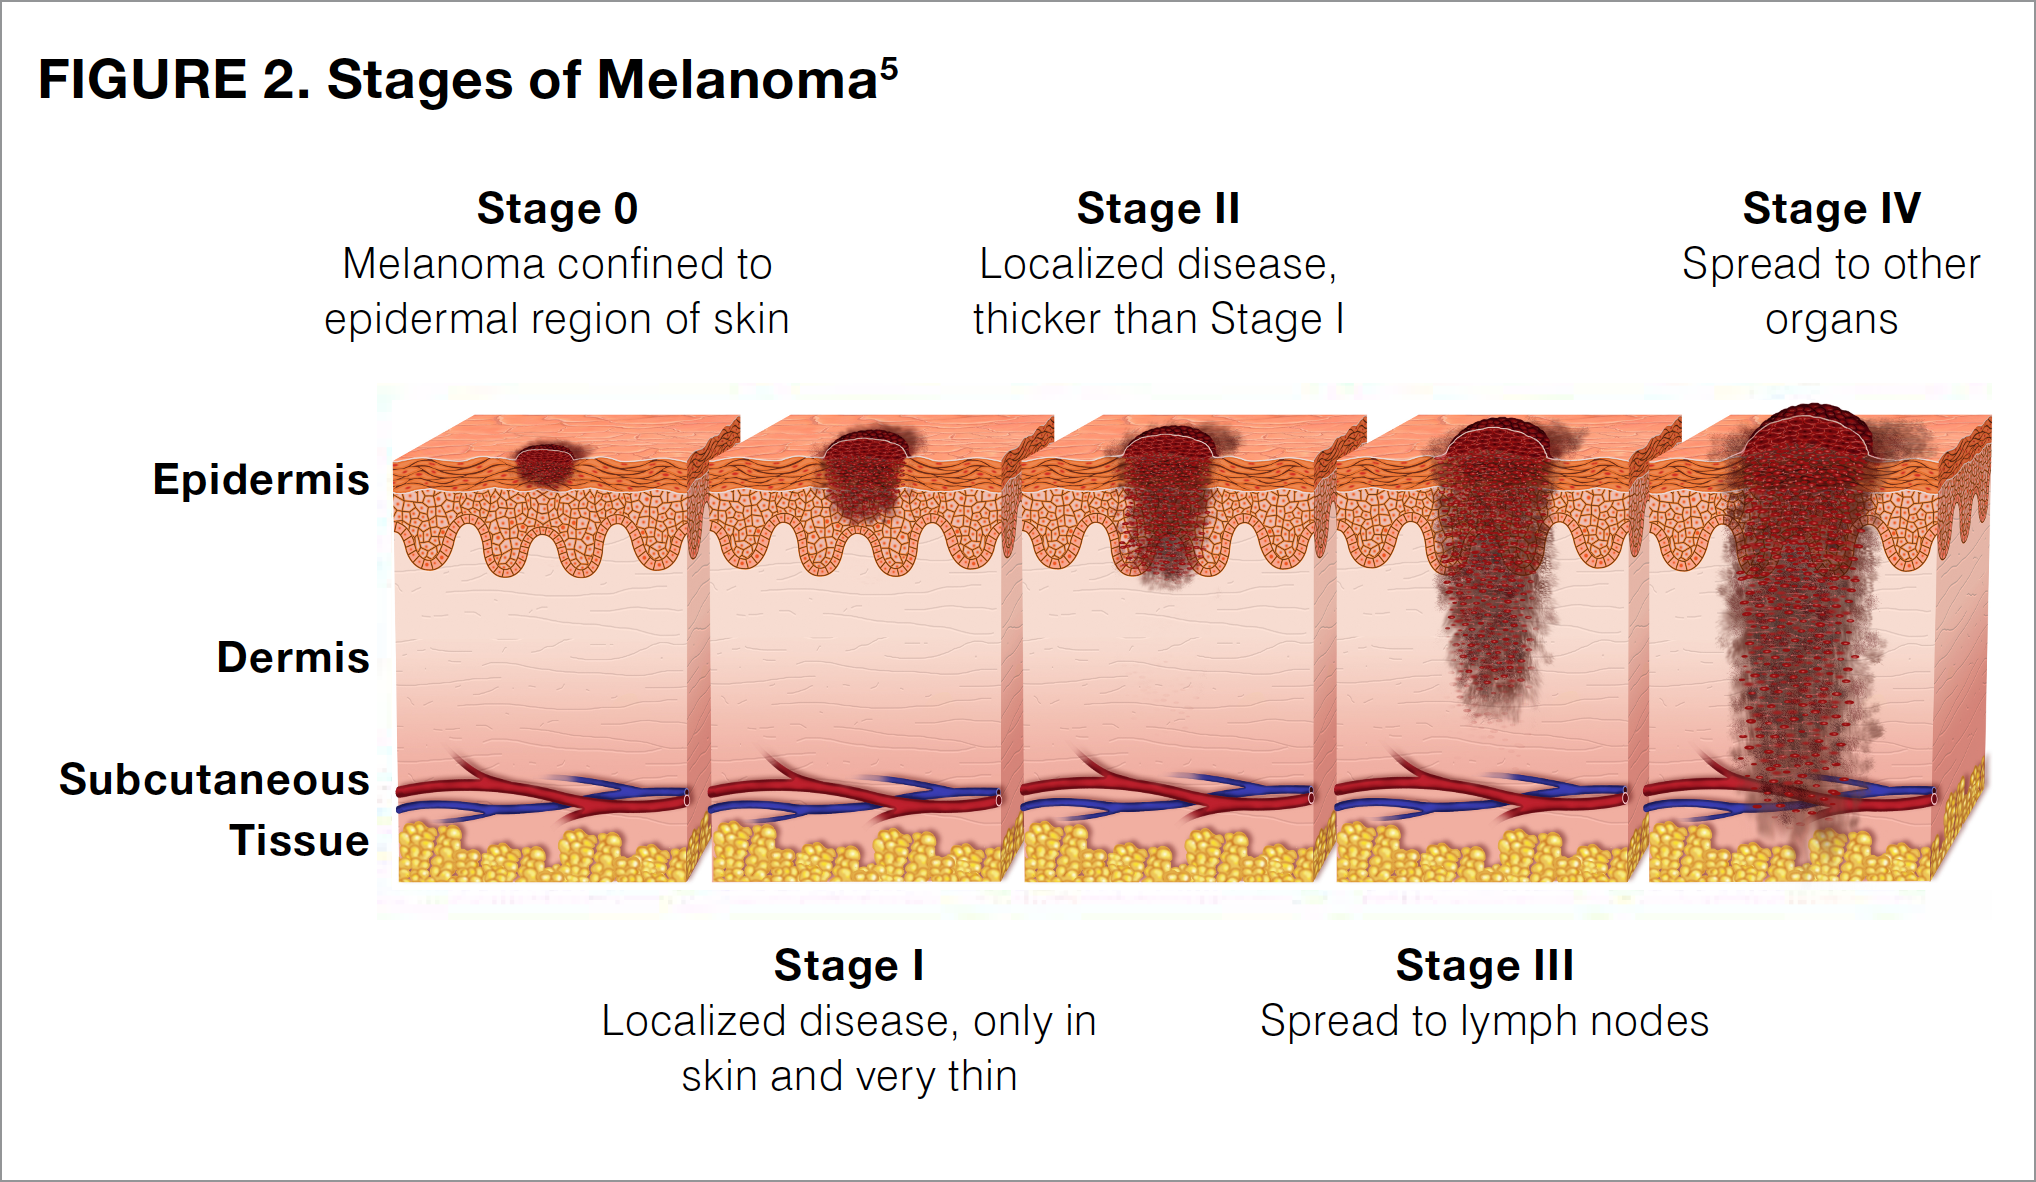 FIGURE 2. Stages of Melanoma⁵
Stage 0
Melanoma confined to
epidermal region of skin
Stage II
Localized disease,
thicker than Stage I
Stage IV
Spread to other
organs
Epidermis
Dermis
Subcutaneous
Tissue
Stage I
Localized disease, only in
skin and very thin
Stage III
Spread to lymph nodes